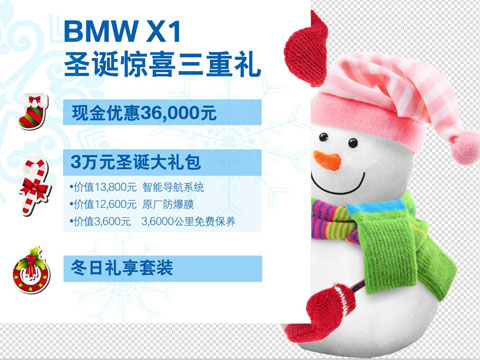 BMW X1
圣诞惊喜三重礼
现金优惠36,000元
3万元圣诞大礼包
•价值13,800元 智能导航系统
•价值12,600元 原厂防爆膜
•价值3,600元 3,6000公里免费保养
冬日礼享套装